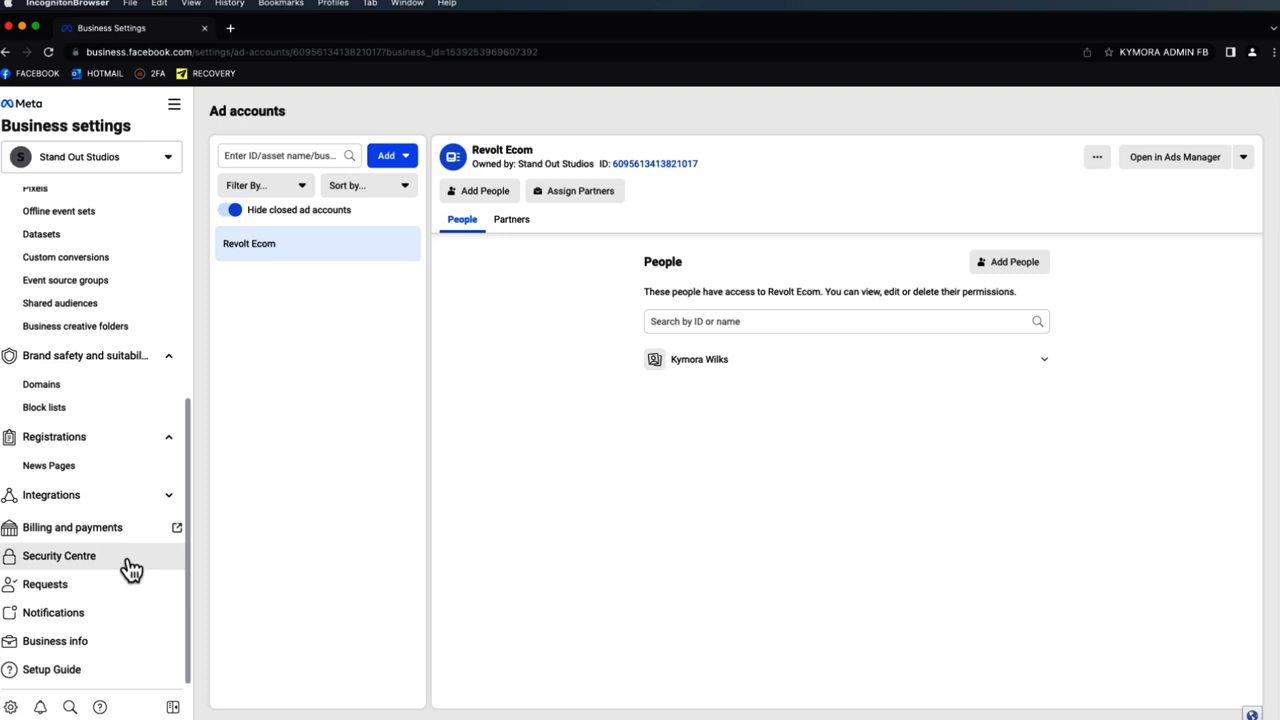 IncognitonBrowser File Edit View History Bookmarks Profiles Tab Window Help
Business Settings
business.facebook.com/settings/ad-accounts/6095613413821017?business_id=1539253969607392
KYMORA ADMIN FB
FACEBOOK HOTMAIL 2FA RECOVERY
Meta
Business settings
S Stand Out Studios
Pixels
Offline event sets
Datasets
Custom conversions
Event source groups
Shared audiences
Business creative folders
Brand safety and suitabil...
Domains
Block lists
Registrations
News Pages
Integrations
Billing and payments
Security Centre
Requests
Notifications
Business info
Setup Guide
Ad accounts
Enter ID/asset name/bus...
Add
Filter By...
Sort by...
Hide closed ad accounts
Revolt Ecom
Revolt Ecom
Owned by: Stand Out Studios ID: 6095613413821017
Open in Ads Manager
Add People
Assign Partners
People
Partners
People
Add People
These people have access to Revolt Ecom. You can view, edit or delete their permissions.
Search by ID or name
Kymora Wilks